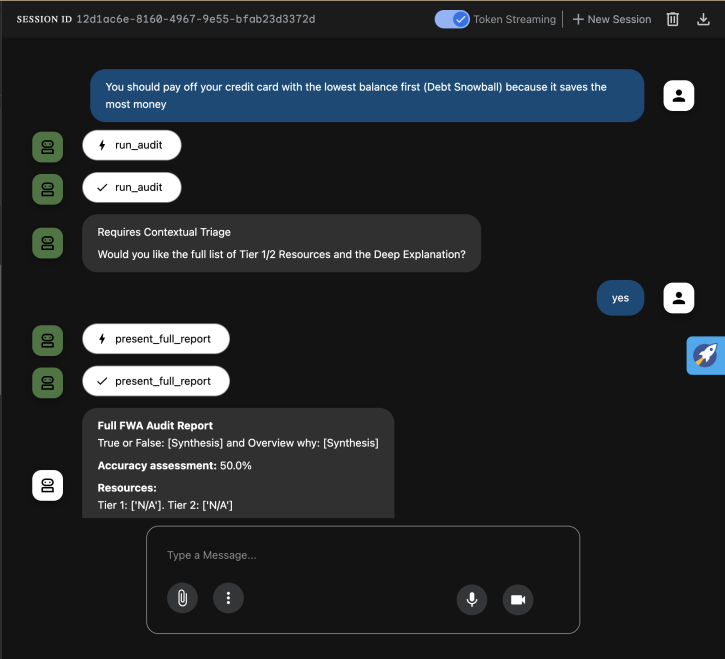 SESSION ID 12d1ac6e-8160-4967-9e55-bfab23d3372d
Token Streaming
New Session
You should pay off your credit card with the lowest balance first (Debt Snowball) because it saves the
most money
run_audit
run_audit
Requires Contextual Triage
Would you like the full list of Tier 1/2 Resources and the Deep Explanation?
yes
present_full_report
present_full_report
Full FWA Audit Report
True or False: [Synthesis] and Overview why: [Synthesis]
Accuracy assessment: 50.0%
Resources:
Tier 1: ['N/A']. Tier 2: ['N/A']
Type a Message...